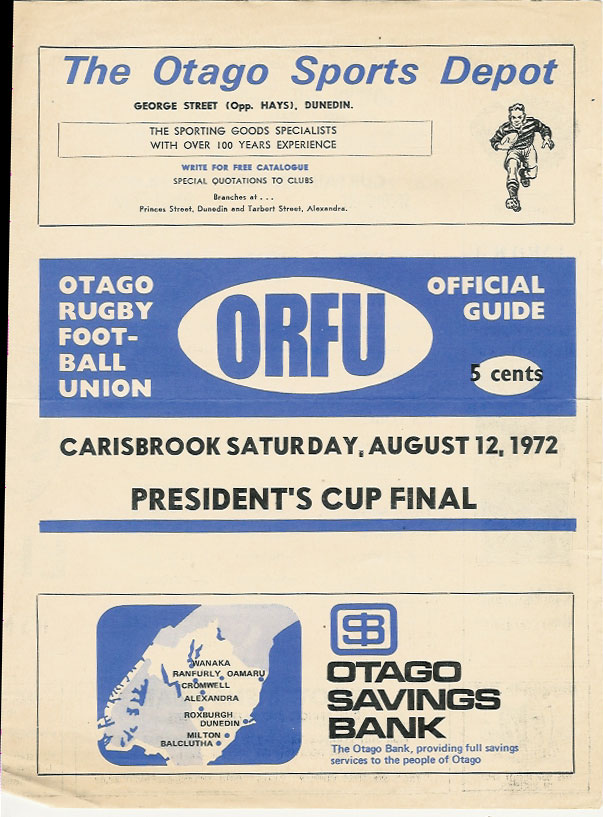 The Otago Sports Depot
GEORGE STREET (Opp. HAYS), DUNEDIN.
THE SPORTING GOODS SPECIALISTS
WITH OVER 100 YEARS EXPERIENCE
WRITE FOR FREE CATALOGUE
SPECIAL QUOTATIONS TO CLUBS
Branches at . . .
Princes Street, Dunedin and Tarbert Street, Alexandra.
OTAGO
RUGBY
FOOT-
BALL
UNION
ORFU
OFFICIAL
GUIDE
5 cents
CARISBROOK SATURDAY, AUGUST 12, 1972
PRESIDENT'S CUP FINAL
WANAKA
RANFURLY OAMARU
CROMWELL
ALEXANDRA
ROXBURGH
DUNEDIN
MILTON
BALCLUTHA
SB
OTAGO
SAVINGS
BANK
The Otago Bank, providing full savings
services to the people of Otago